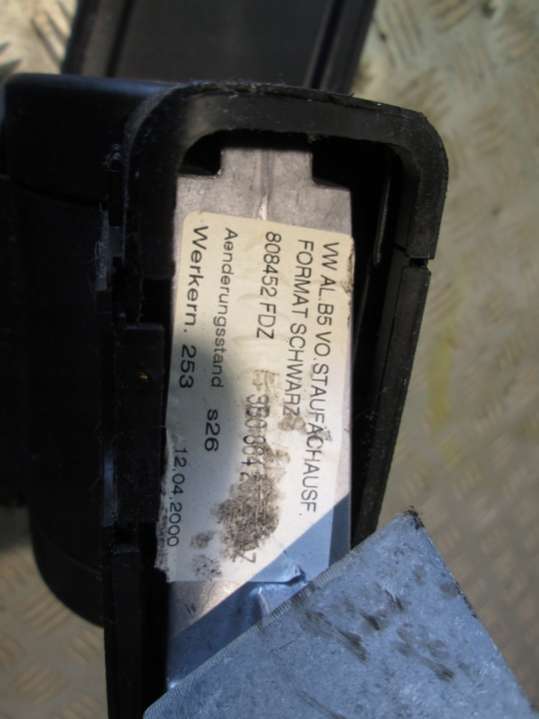 VW AL.B5 VO.STAUFACHAUSF.
FORMAT SCHWARZ
808452 FDZ
Aenderungsstand s26
Werkern. 253 12.04.2000